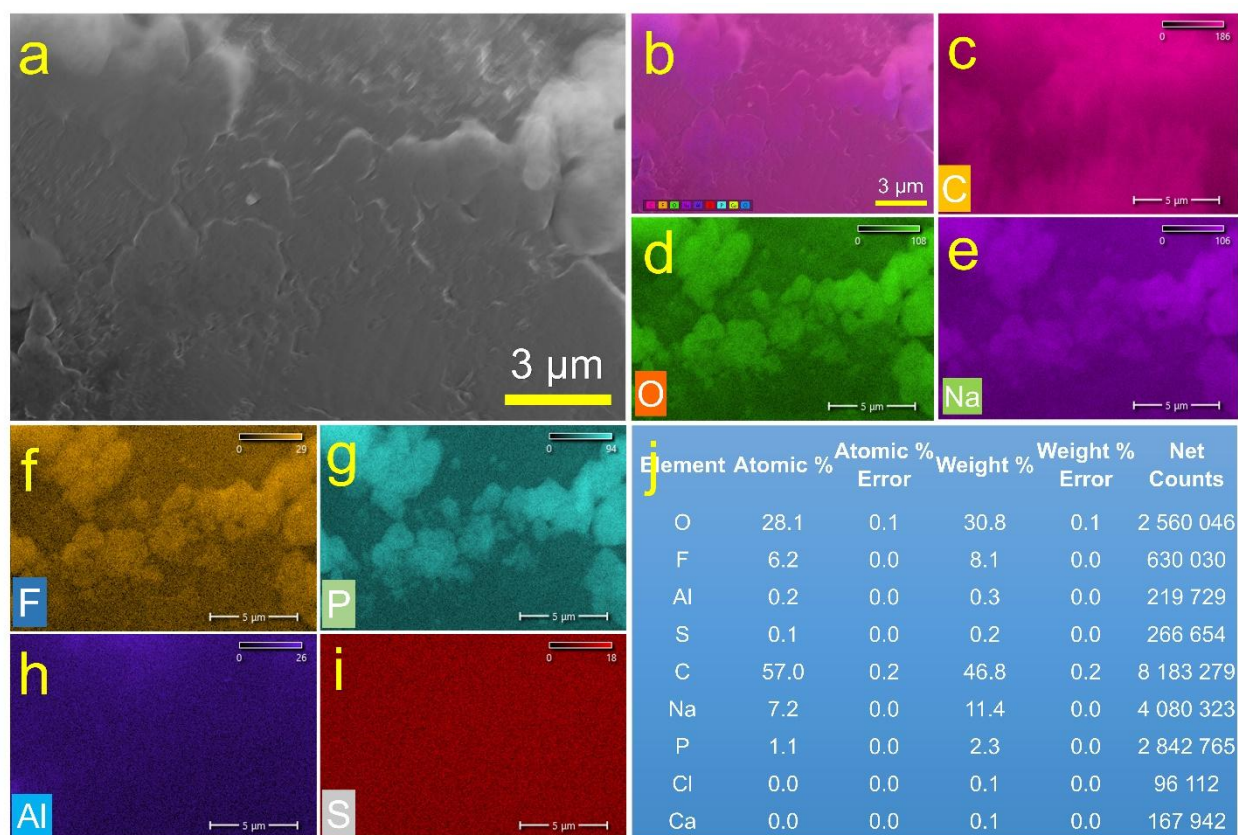 a
3 µm
b
3 µm
c
0 186
C
5 µm
d
0 108
O
5 µm
e
0 106
Na
5 µm
f
0 29
F
5 µm
g
0 94
P
5 µm
h
0 26
Al
5 µm
i
0 18
S
5 µm
j
Element Atomic % Atomic % Error Weight % Weight % Error Net Counts
O 28.1 0.1 30.8 0.1 2 560 046
F 6.2 0.0 8.1 0.0 630 030
Al 0.2 0.0 0.3 0.0 219 729
S 0.1 0.0 0.2 0.0 266 654
C 57.0 0.2 46.8 0.2 8 183 279
Na 7.2 0.0 11.4 0.0 4 080 323
P 1.1 0.0 2.3 0.0 2 842 765
Cl 0.0 0.0 0.1 0.0 96 112
Ca 0.0 0.0 0.1 0.0 167 942